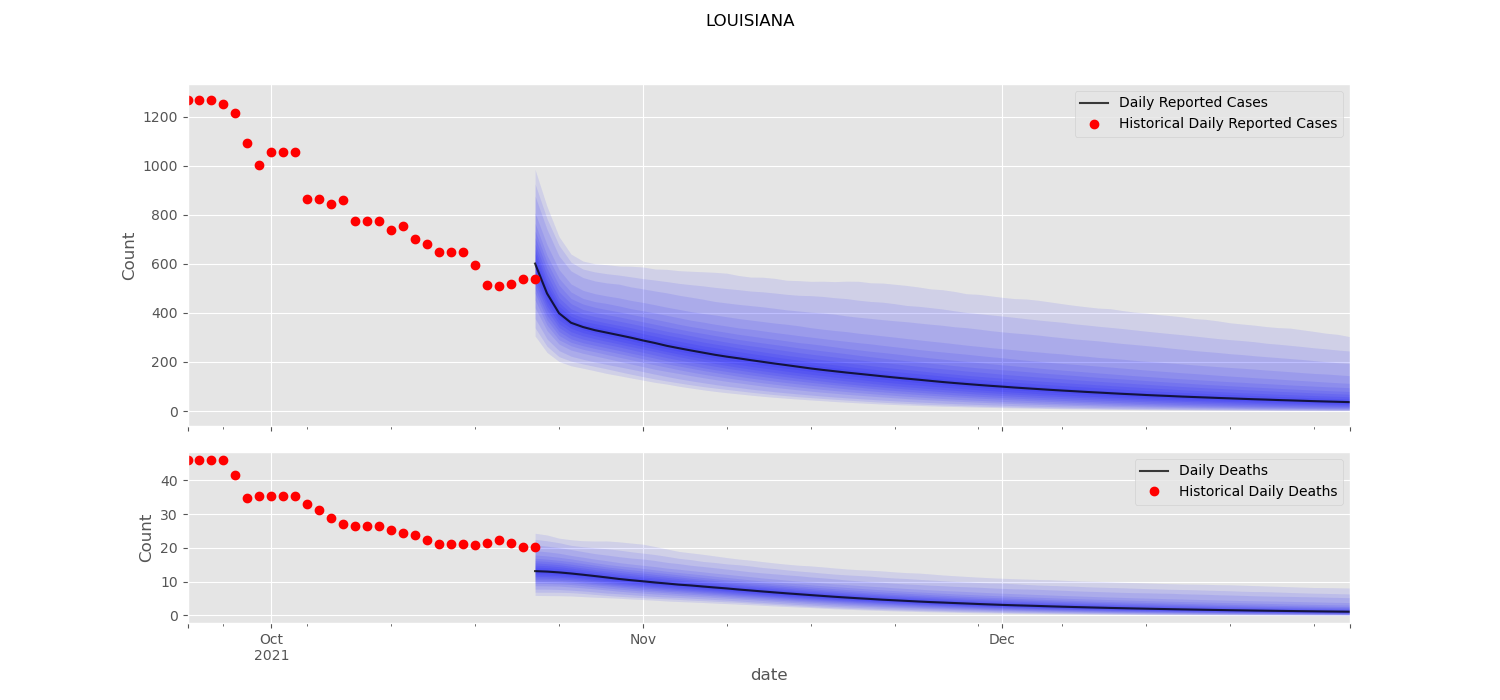 LOUISIANA
1200
1000
800
600
400
200
0
Count
Daily Reported Cases
Historical Daily Reported Cases
40
30
20
10
0
Count
Daily Deaths
Historical Daily Deaths
Oct
2021
Nov
Dec
date